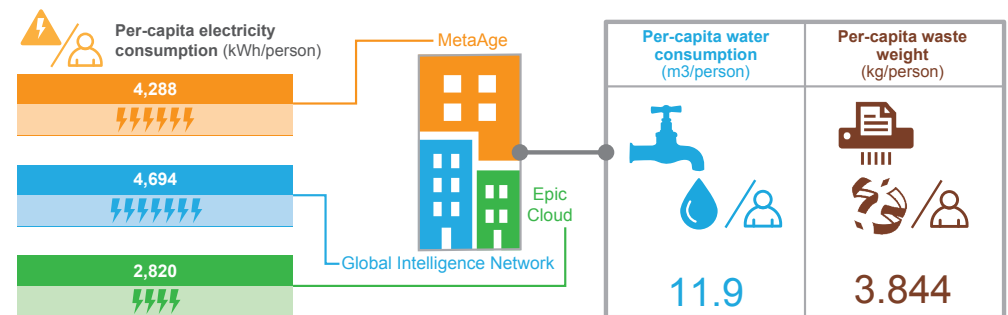 Per-capita electricity
consumption (kWh/person)
4,288
4,694
2,820
MetaAge
Epic
Cloud
Global Intelligence Network
Per-capita water
consumption
(m3/person)
11.9
Per-capita waste
weight
(kg/person)
3.844